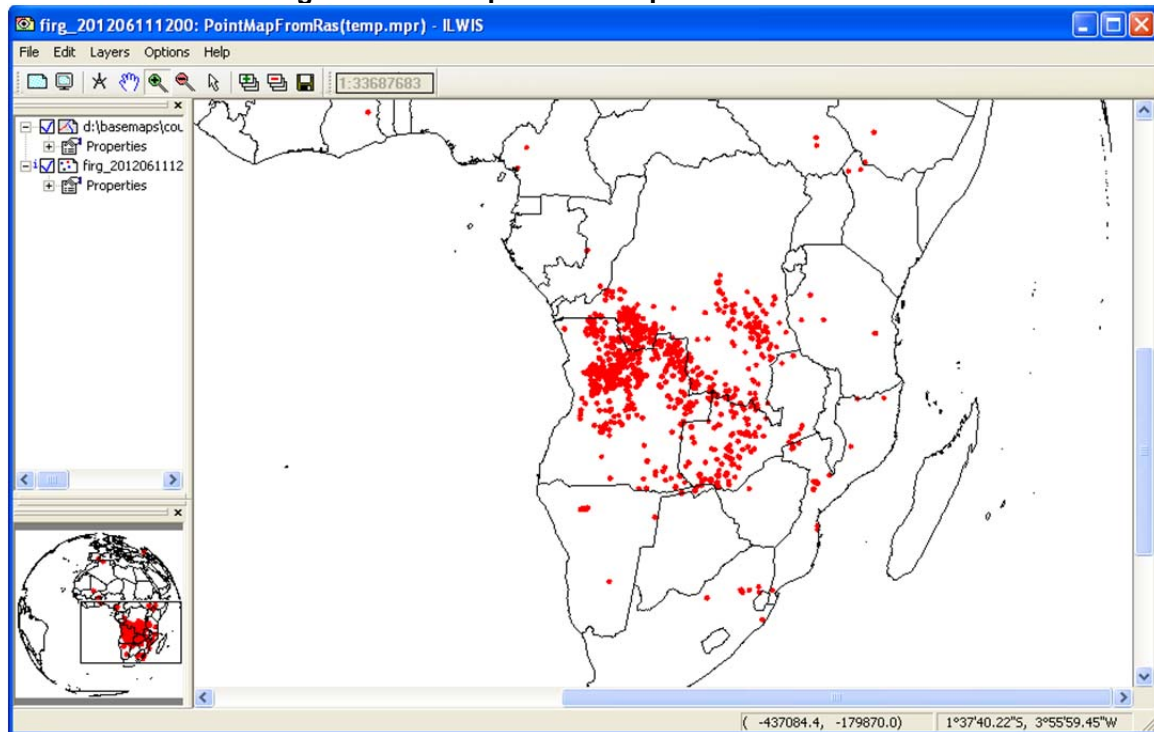 firg_201206111200: PointMapFromRas(temp.mpr) - ILWIS
File Edit Layers Options Help
1:33687683
d:\basemaps\cou
Properties
firg_2012061112
Properties
( -437084.4, -179870.0) 1°37'40.22"S, 3°55'59.45"W